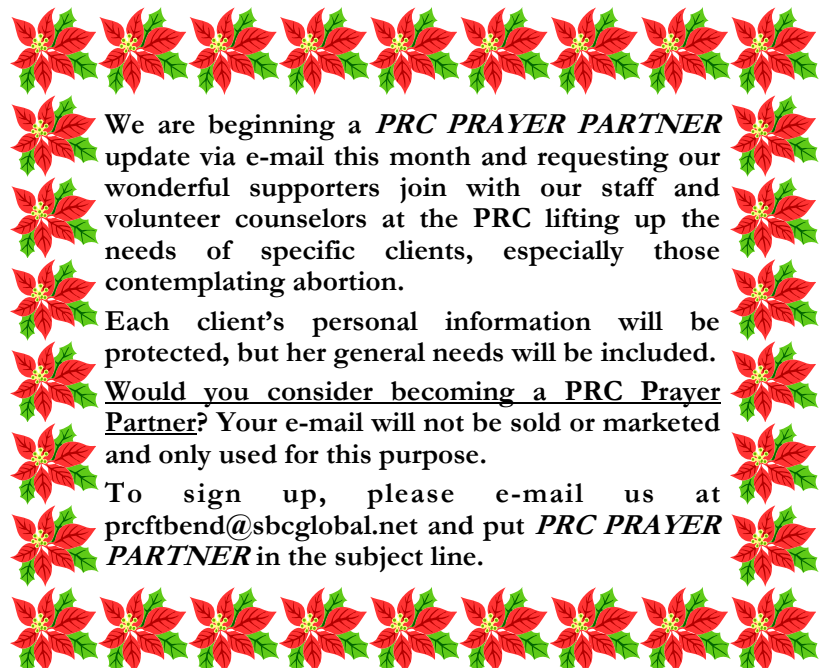 We are beginning a PRC PRAYER PARTNER
update via e-mail this month and requesting our
wonderful supporters join with our staff and
volunteer counselors at the PRC lifting up the
needs of specific clients, especially those
contemplating abortion.
Each client's personal information will be
protected, but her general needs will be included.
Would you consider becoming a PRC Prayer
Partner? Your e-mail will not be sold or marketed
and only used for this purpose.
To sign up, please e-mail us at
prcftbend@sbcglobal.net and put PRC PRAYER
PARTNER in the subject line.